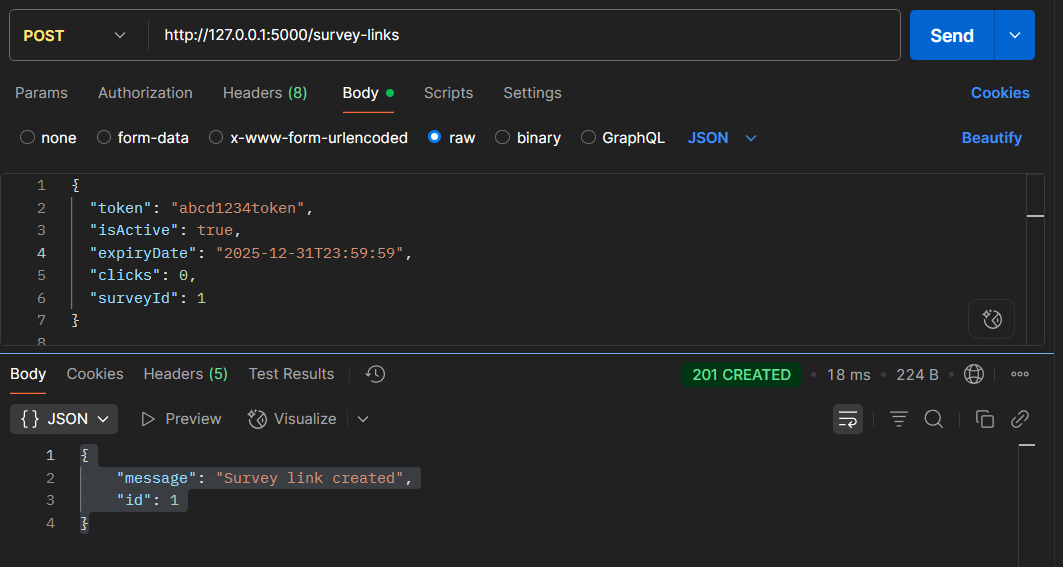 POST http://127.0.0.1:5000/survey-links Send
Params Authorization Headers (8) Body Scripts Settings Cookies
none form-data x-www-form-urlencoded raw binary GraphQL JSON Beautify
1 {
2 "token": "abcd1234token",
3 "isActive": true,
4 "expiryDate": "2025-12-31T23:59:59",
5 "clicks": 0,
6 "surveyId": 1
7 }
8
Body Cookies Headers (5) Test Results 201 CREATED 18 ms 224 B
{} JSON Preview Visualize
1 {
2 "message": "Survey link created",
3 "id": 1
4 }